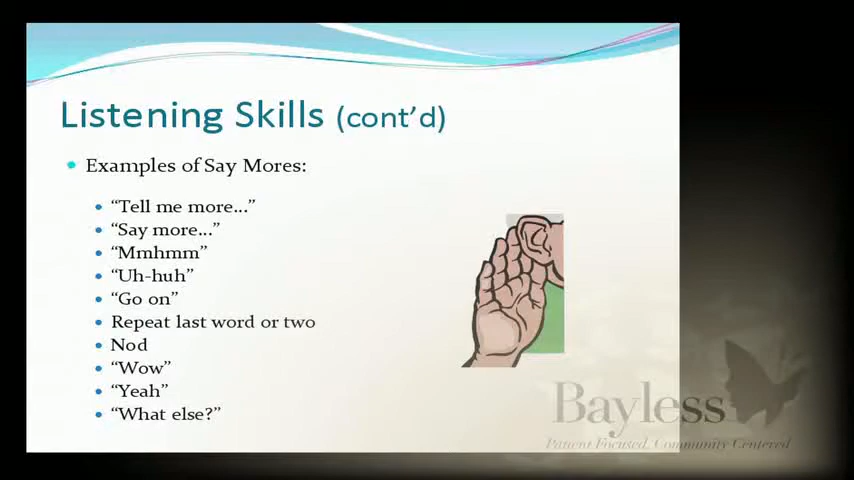 Listening Skills (cont'd)
Examples of Say Mores:
"Tell me more..."
"Say more..."
"Mmhmm"
"Uh-huh"
"Go on"
Repeat last word or two
Nod
"Wow"
"Yeah"
"What else?"
Bayless
Patient Focused, Community Centered